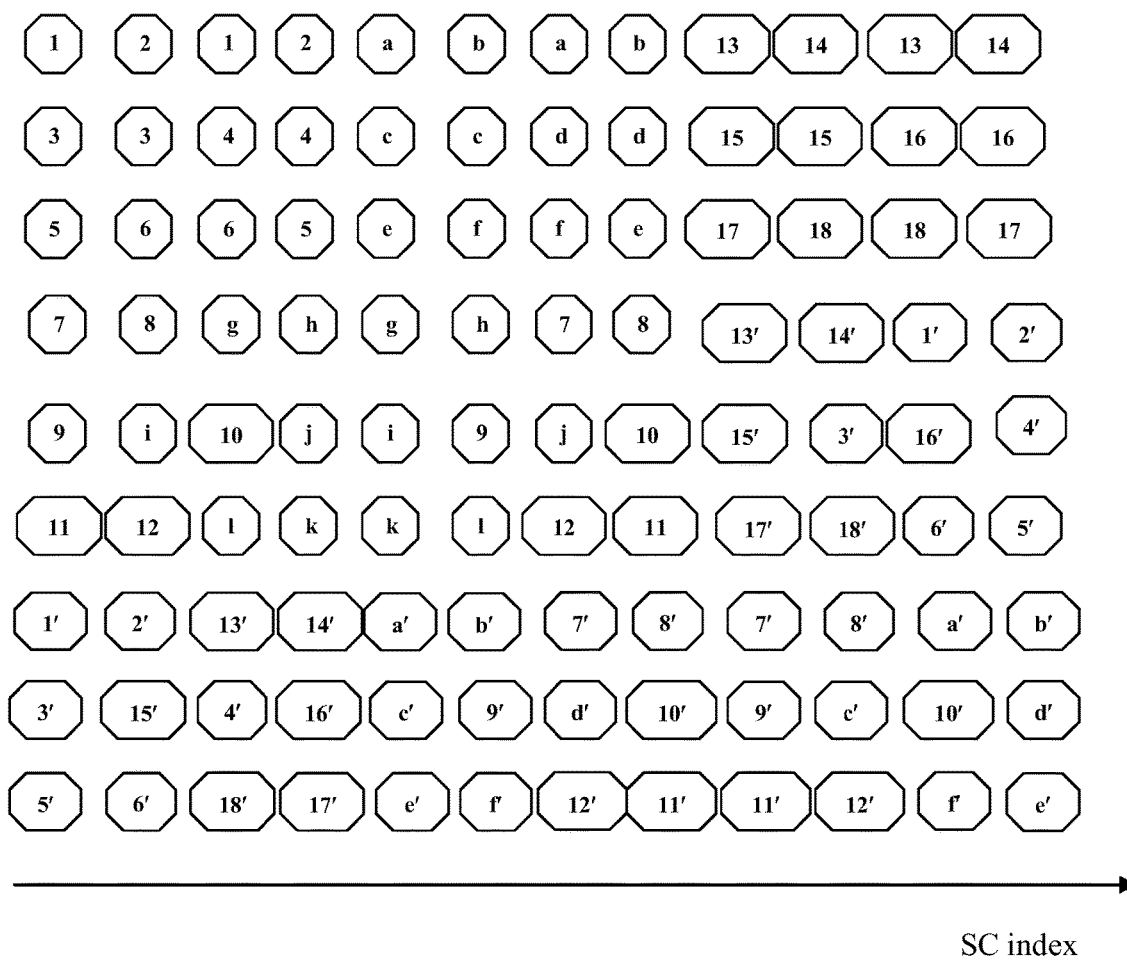 1 2 1 2 a b a b 13 14 13 14
3 3 4 4 c c d d 15 15 16 16
5 6 6 5 e f f e 17 18 18 17
7 8 g h g h 7 8 13′ 14′ 1′ 2′
9 i 10 j i 9 j 10 15′ 3′ 16′ 4′
11 12 l k k l 12 11 17′ 18′ 6′ 5′
1′ 2′ 13′ 14′ a′ b′ 7′ 8′ 7′ 8′ a′ b′
3′ 15′ 4′ 16′ c′ 9′ d′ 10′ 9′ c′ 10′ d′
5′ 6′ 18′ 17′ e′ f′ 12′ 11′ 11′ 12′ f′ e′
SC index